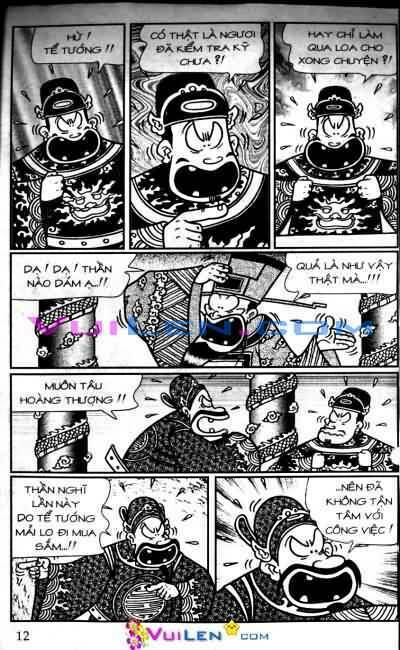 HỪ !
TỂ TƯỚNG !!
CÓ THẬT LÀ NGƯƠI
ĐÃ KIỂM TRA KỸ
CHƯA ?!
HAY CHỈ LÀM
QUA LOA CHO
XONG CHUYỆN ?!
DẠ ! DẠ ! THẦN
NÀO DÁM Ạ...!!
QUẢ LÀ NHƯ VẬY
THẬT MÀ...!!!
VUILEN.COM
MUÔN TÂU
HOÀNG THƯỢNG !!
THẦN NGHĨ
LẦN NÀY
DO TỂ TƯỚNG
MẢI LO ĐI MUA
SẮM...!!
...NÊN ĐÃ
KHÔNG TẬN
TÂM VỚI
CÔNG VIỆC !
12
VUILEN.COM